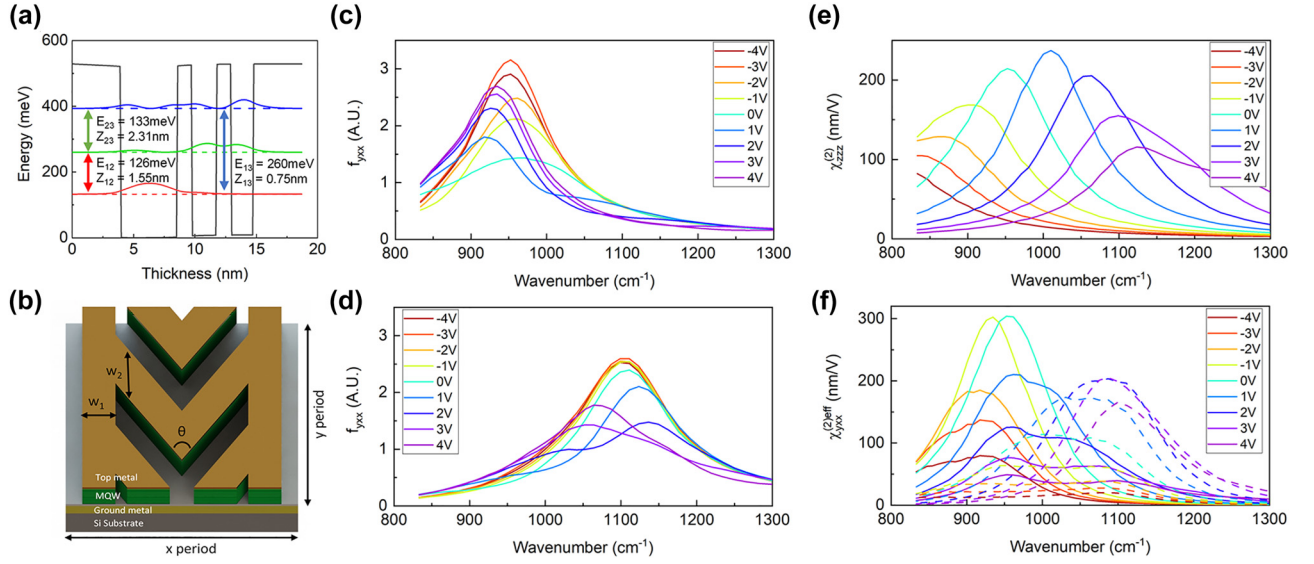 (a)
600
400
200
0
Energy (meV)
0
5
10
15
20
Thickness (nm)
E23 = 133meV
Z23 = 2.31nm
E12 = 126meV
Z12 = 1.55nm
E13 = 260meV
Z13 = 0.75nm
(b)
w2
w1
θ
Top metal
MQW
Ground metal
Si Substrate
x period
y period
(c)
4
3
2
1
0
fyxx (A.U.)
800
900
1000
1100
1200
1300
Wavenumber (cm-1)
-4V
-3V
-2V
-1V
0V
1V
2V
3V
4V
(d)
4
3
2
1
0
fyxx (A.U.)
800
900
1000
1100
1200
1300
Wavenumber (cm-1)
-4V
-3V
-2V
-1V
0V
1V
2V
3V
4V
(e)
200
100
0
χ(2)zzz (nm/V)
800
900
1000
1100
1200
1300
Wavenumber (cm-1)
-4V
-3V
-2V
-1V
0V
1V
2V
3V
4V
(f)
300
200
100
0
χ(2)effyxx (nm/V)
800
900
1000
1100
1200
1300
Wavenumber (cm-1)
-4V
-3V
-2V
-1V
0V
1V
2V
3V
4V